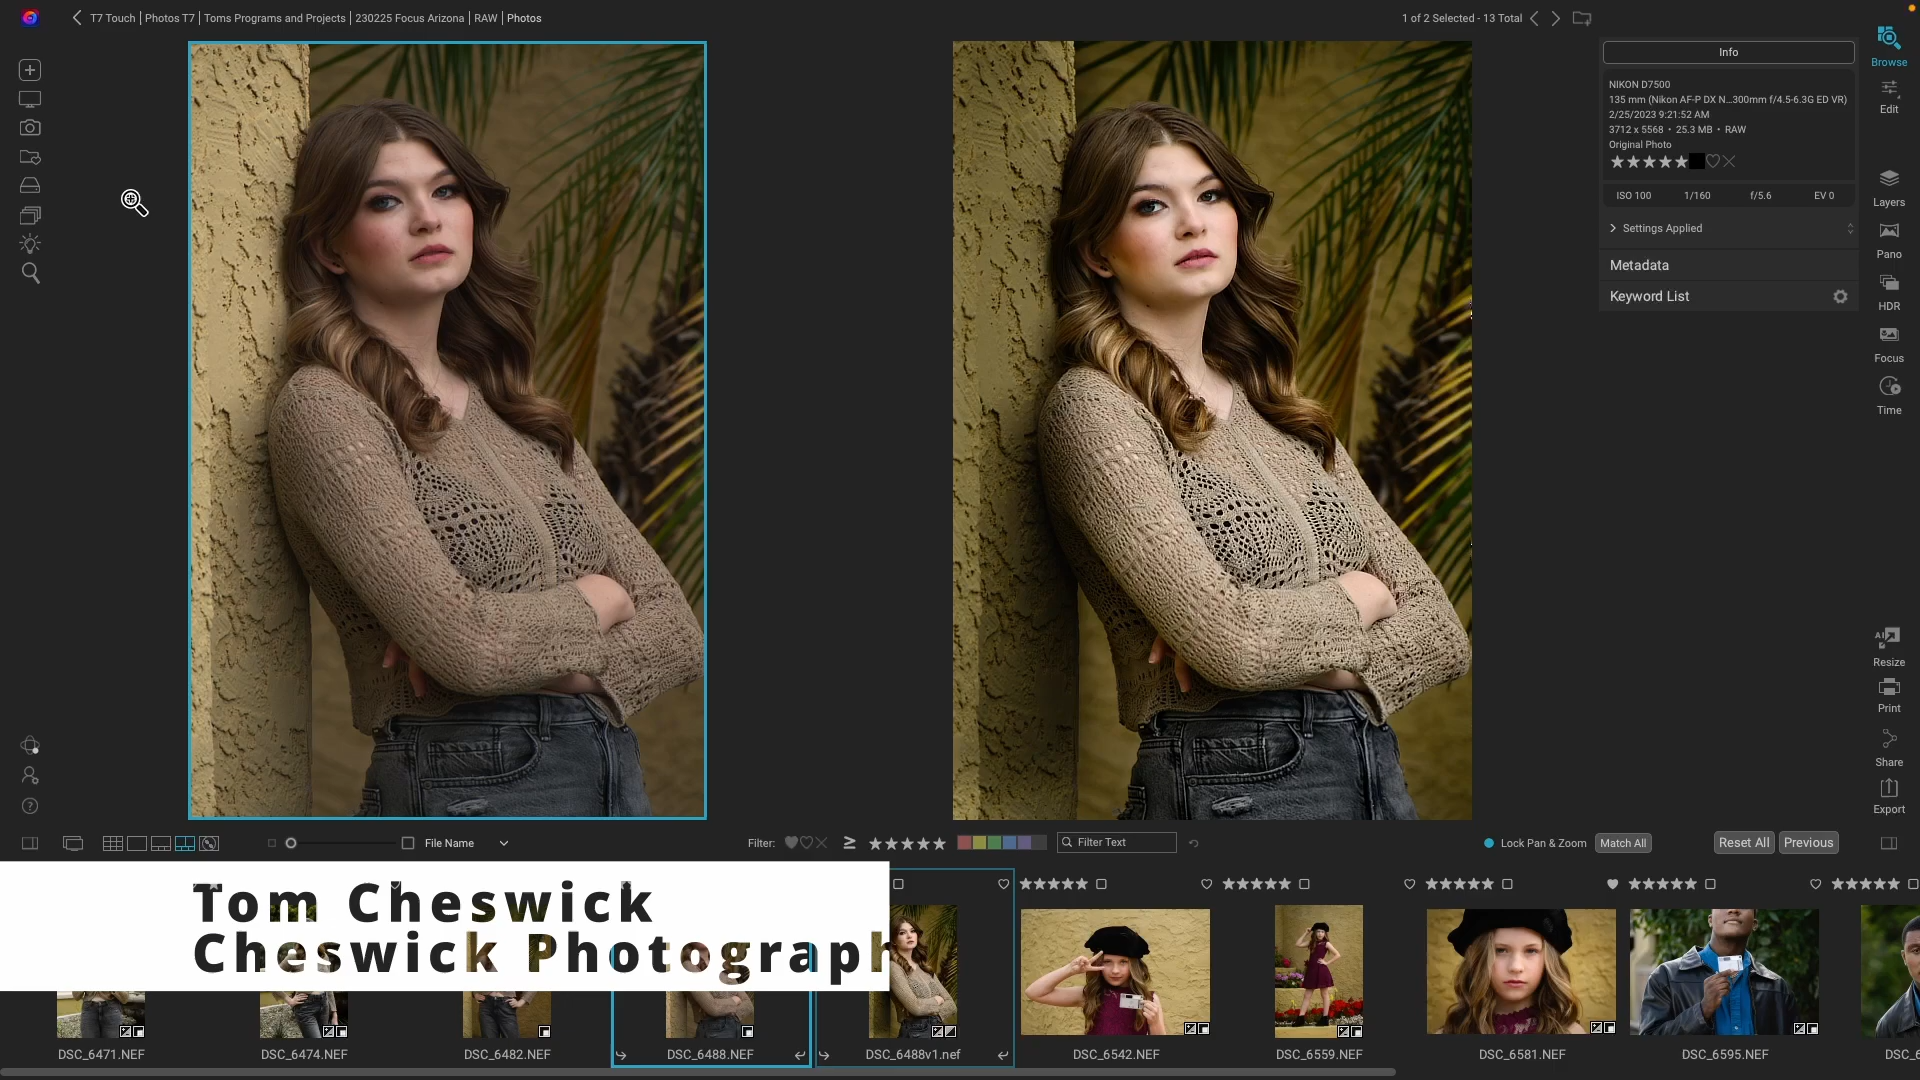 T7 Touch | Photos T7 | Toms Programs and Projects | 230225 Focus Arizona | RAW | Photos
1 of 2 Selected - 13 Total
Browse
Edit
Layers
Pano
HDR
Focus
Time
Resize
Print
Share
Export
Info
NIKON D7500
135 mm (Nikon AF-P DX N...300mm f/4.5-6.3G ED VR)
2/25/2023 9:21:52 AM
3712 x 5568 • 25.3 MB • RAW
Original Photo
ISO 100 1/160 f/5.6 EV 0
Settings Applied
Metadata
Keyword List
File Name
Filter:
Filter Text
Lock Pan & Zoom
Match All
Reset All
Previous
Tom Cheswick
Cheswick Photograph
DSC_6471.NEF
DSC_6474.NEF
DSC_6482.NEF
DSC_6488.NEF
DSC_6488v1.nef
DSC_6542.NEF
DSC_6559.NEF
DSC_6581.NEF
DSC_6595.NEF